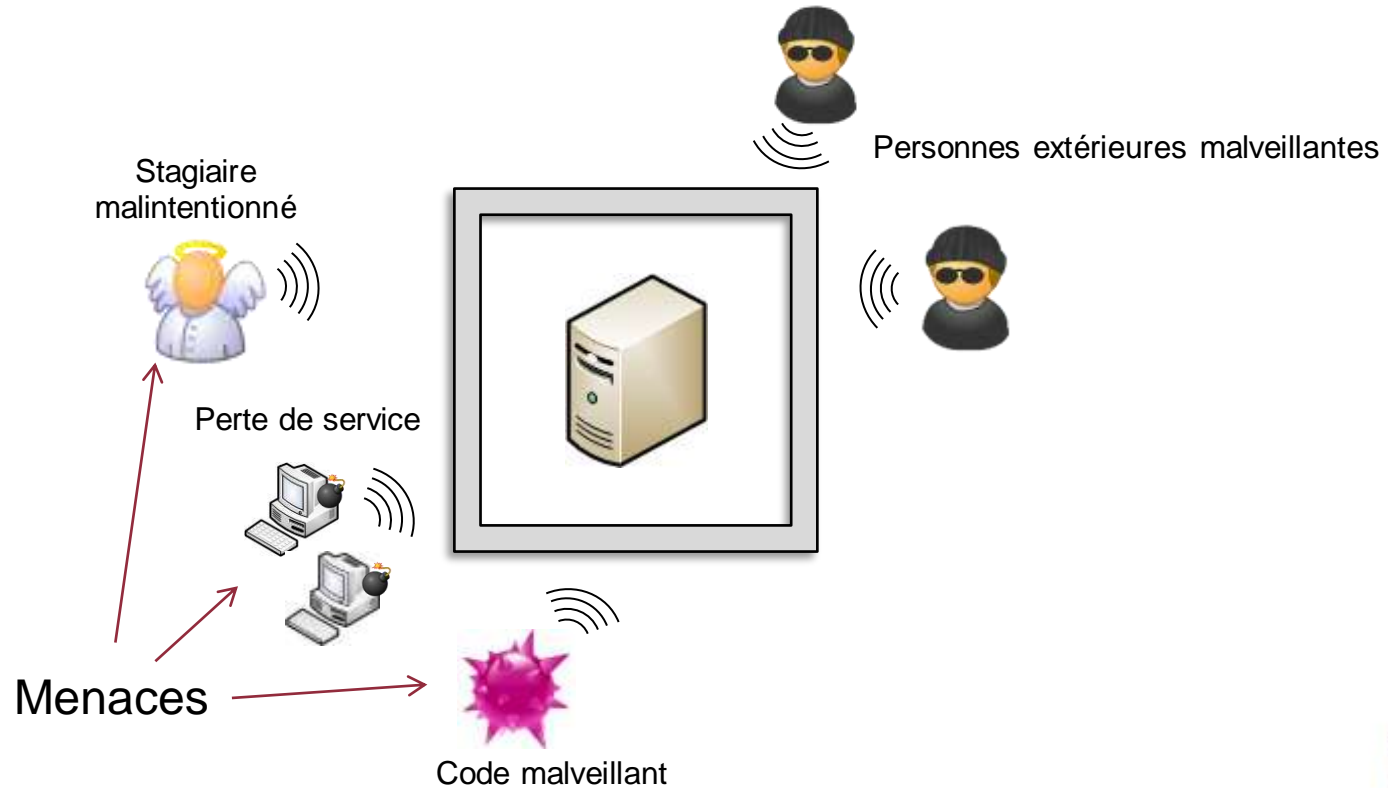 Personnes extérieures malveillantes
Stagiaire
malintentionné
Perte de service
Menaces
Code malveillant